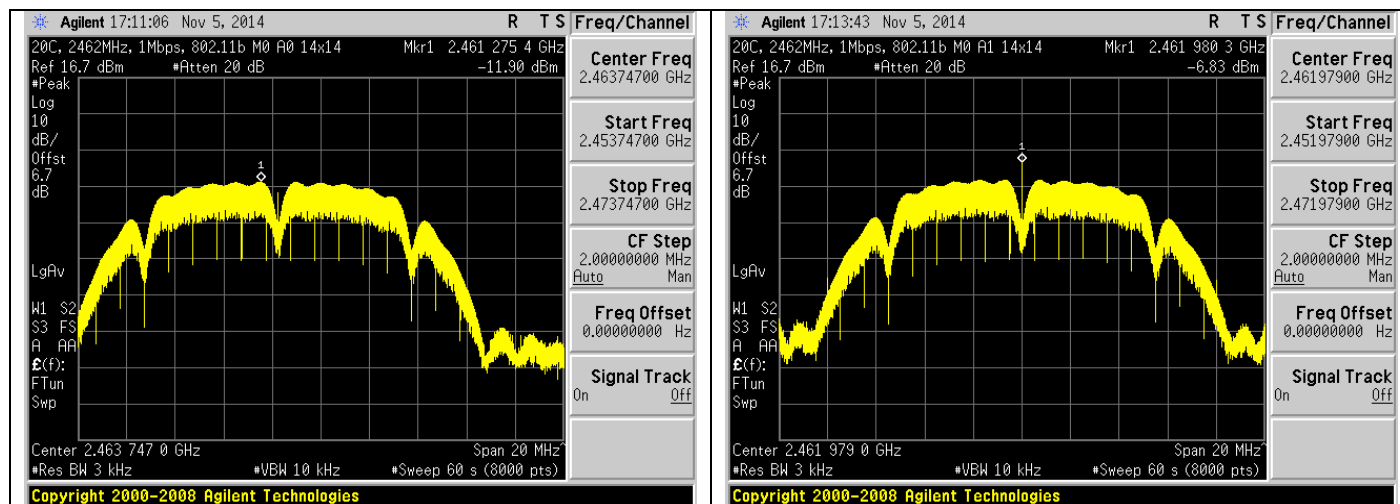 Agilent 17:11:06 Nov 5, 2014 R T S Freq/Channel
20C, 2462MHz, 1Mbps, 802.11b M0 A0 14x14 Mkr1 2.461 275 4 GHz
Ref 16.7 dBm #Atten 20 dB -11.90 dBm
#Peak
Log
10
dB/
Offst
6.7
dB
1
LgAv
W1 S2
S3 FS
A AA
£(f):
FTun
Swp
Center 2.463 747 0 GHz Span 20 MHz^
#Res BW 3 kHz #VBW 10 kHz #Sweep 60 s (8000 pts)
Copyright 2000-2008 Agilent Technologies
Center Freq
2.46374700 GHz
Start Freq
2.45374700 GHz
Stop Freq
2.47374700 GHz
CF Step
2.00000000 MHz
Auto Man
Freq Offset
0.00000000 Hz
Signal Track
On Off
Agilent 17:13:43 Nov 5, 2014 R T S Freq/Channel
20C, 2462MHz, 1Mbps, 802.11b M0 A1 14x14 Mkr1 2.461 980 3 GHz
Ref 16.7 dBm #Atten 20 dB -6.83 dBm
#Peak
Log
10
dB/
Offst
6.7
dB
1
LgAv
W1 S2
S3 FS
A AA
£(f):
FTun
Swp
Center 2.461 979 0 GHz Span 20 MHz^
#Res BW 3 kHz #VBW 10 kHz #Sweep 60 s (8000 pts)
Copyright 2000-2008 Agilent Technologies
Center Freq
2.46197900 GHz
Start Freq
2.45197900 GHz
Stop Freq
2.47197900 GHz
CF Step
2.00000000 MHz
Auto Man
Freq Offset
0.00000000 Hz
Signal Track
On Off